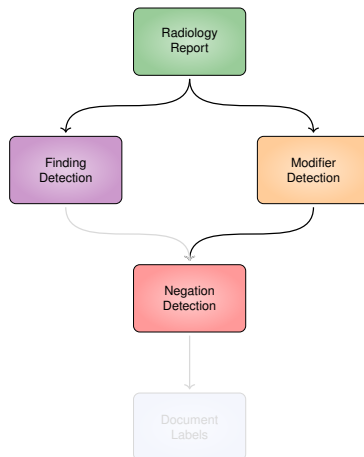 Radiology
Report
Finding
Detection
Modifier
Detection
Negation
Detection
Document
Labels